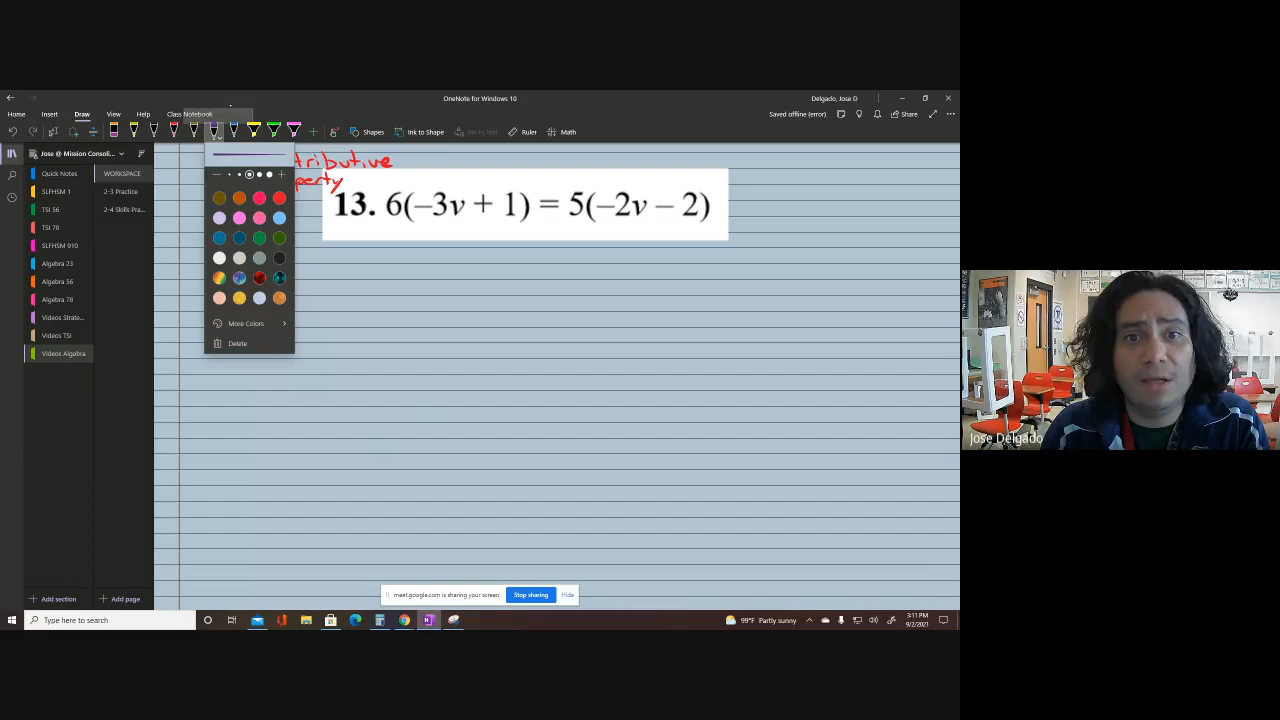 OneNote for Windows 10
Delgado, Jose D
Home Insert Draw View Help Class Notebook
Saved offline (error) Share
Shapes Ink to Shape Ink to Text Ruler Math
Jose @ Mission Consoli...
Quick Notes
SLFHSM 1
TSI 56
TSI 78
SLFHSM 910
Algebra 23
Algebra 56
Algebra 78
Videos Strate...
Videos TSI
Videos Algebra
WORKSPACE
2-3 Practice
2-4 Skills Pra...
More Colors
Delete
tributive
perty
13. 6(–3v + 1) = 5(–2v – 2)
Jose Delgado
Add section Add page
meet.google.com is sharing your screen. Stop sharing Hide
Type here to search
99°F Partly sunny
3:11 PM
9/2/2021